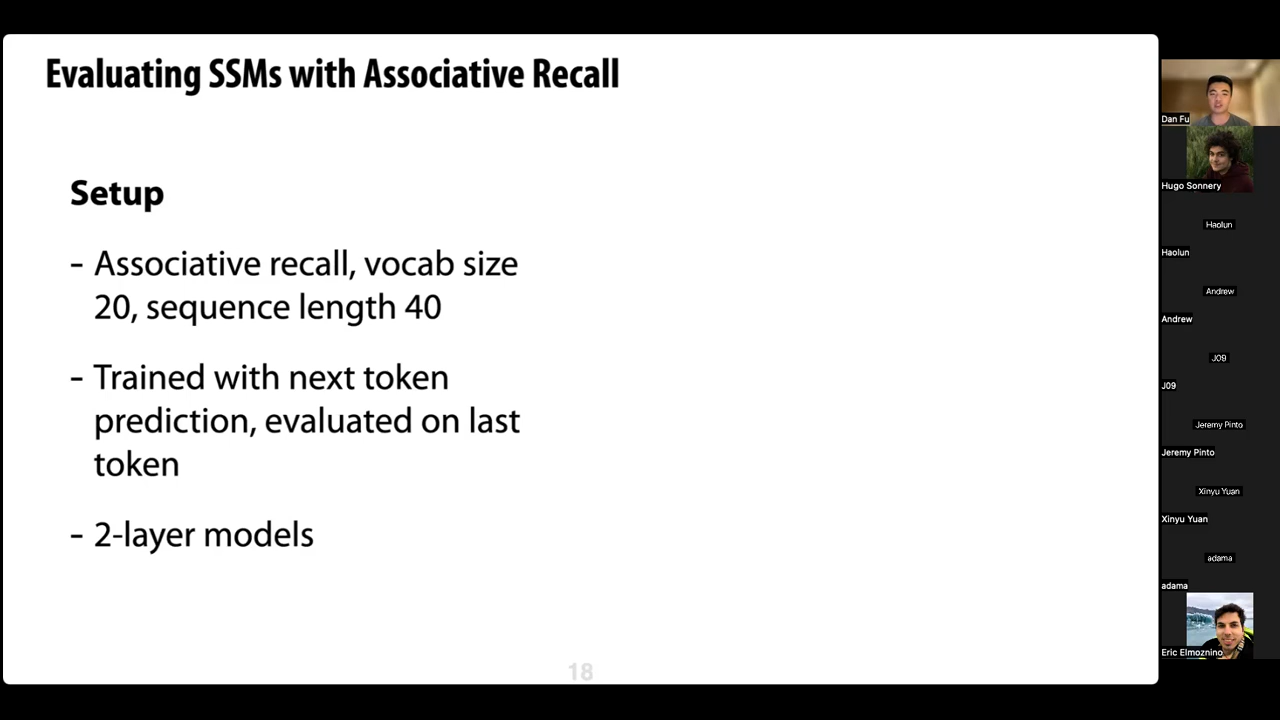 Evaluating SSMs with Associative Recall
Setup
- Associative recall, vocab size
20, sequence length 40
- Trained with next token
prediction, evaluated on last
token
- 2-layer models
18
Dan Fu
Hugo Sonnery
Haolun
Haolun
Andrew
Andrew
J09
J09
Jeremy Pinto
Jeremy Pinto
Xinyu Yuan
Xinyu Yuan
adama
adama
Eric Elmoznino